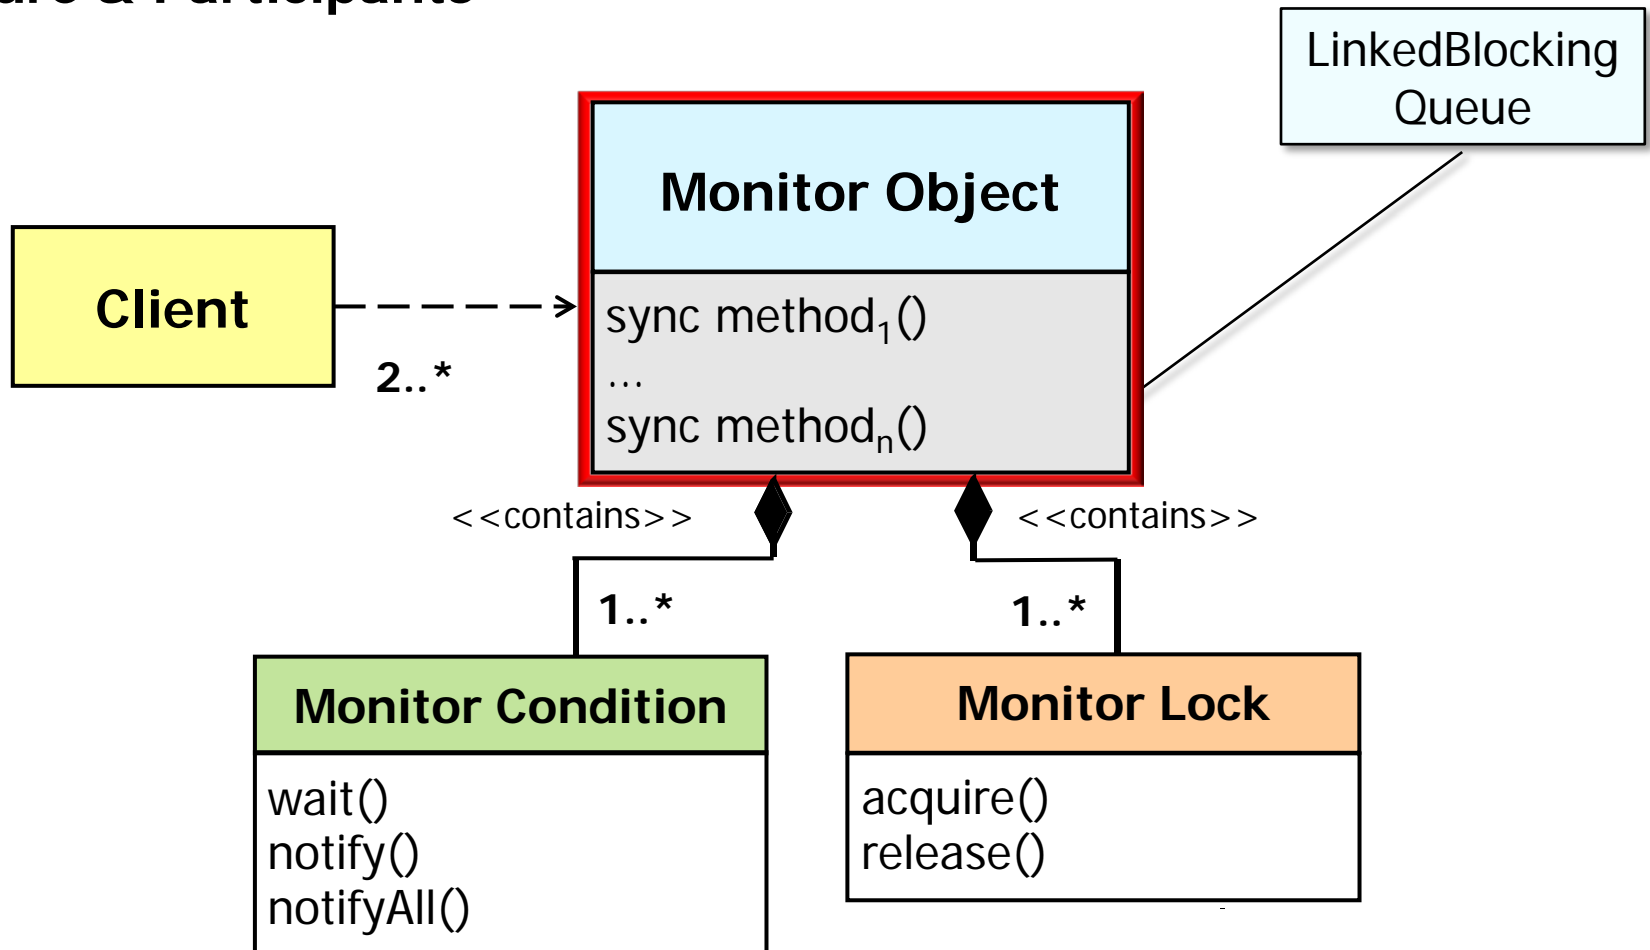 & Participants
LinkedBlocking
Queue
Monitor Object
Client
sync method₁()
...
sync methodₙ()
2..*
<<contains>>
<<contains>>
1..*
1..*
Monitor Condition
Monitor Lock
wait()
notify()
notifyAll()
acquire()
release()